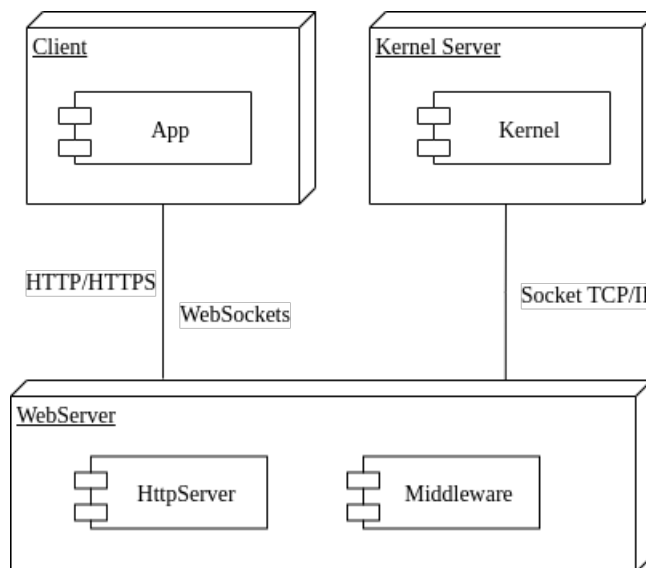 Client
Kernel Server
App
Kernel
HTTP/HTTPS
WebSockets
Socket TCP/I
WebServer
HttpServer
Middleware